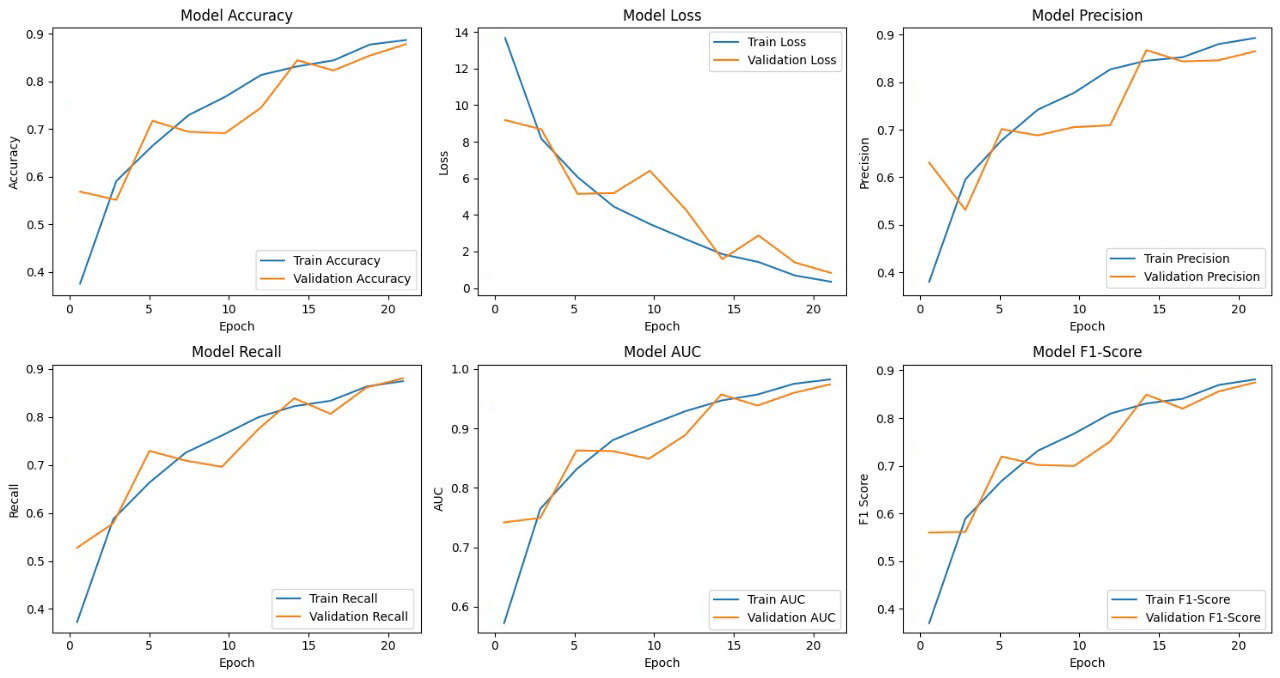 Model Accuracy
0.9
0.8
0.7
0.6
0.5
0.4
Accuracy
Train Accuracy
Validation Accuracy
0 5 10 15 20
Epoch
Model Loss
14
12
10
8
6
4
2
0
Loss
Train Loss
Validation Loss
0 5 10 15 20
Epoch
Model Precision
0.9
0.8
0.7
0.6
0.5
0.4
Precision
Train Precision
Validation Precision
0 5 10 15 20
Epoch
Model Recall
0.9
0.8
0.7
0.6
0.5
0.4
Recall
Train Recall
Validation Recall
0 5 10 15 20
Epoch
Model AUC
1.0
0.9
0.8
0.7
0.6
AUC
Train AUC
Validation AUC
0 5 10 15 20
Epoch
Model F1-Score
0.9
0.8
0.7
0.6
0.5
0.4
F1 Score
Train F1-Score
Validation F1-Score
0 5 10 15 20
Epoch